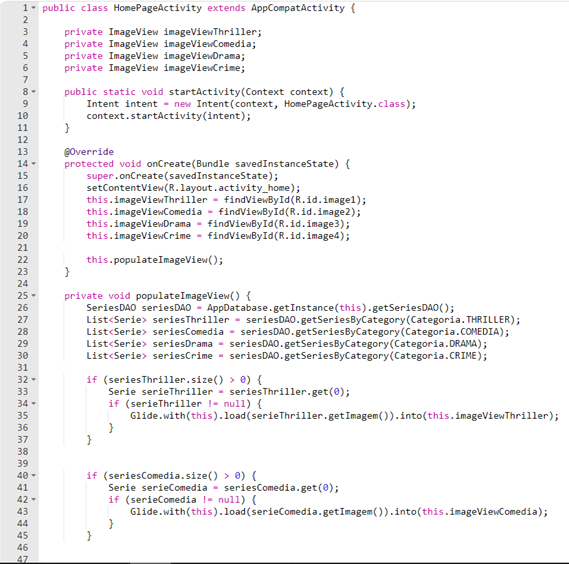 1 public class HomePageActivity extends AppCompatActivity {
2
3     private ImageView imageViewThriller;
4     private ImageView imageViewComedia;
5     private ImageView imageViewDrama;
6     private ImageView imageViewCrime;
7
8     public static void startActivity(Context context) {
9         Intent intent = new Intent(context, HomePageActivity.class);
10         context.startActivity(intent);
11     }
12
13     @Override
14     protected void onCreate(Bundle savedInstanceState) {
15         super.onCreate(savedInstanceState);
16         setContentView(R.layout.activity_home);
17         this.imageViewThriller = findViewById(R.id.image1);
18         this.imageViewComedia = findViewById(R.id.image2);
19         this.imageViewDrama = findViewById(R.id.image3);
20         this.imageViewCrime = findViewById(R.id.image4);
21
22         this.populateImageView();
23     }
24
25     private void populateImageView() {
26         SeriesDAO seriesDAO = AppDatabase.getInstance(this).getSeriesDAO();
27         List<Serie> seriesThriller = seriesDAO.getSeriesByCategory(Categoria.THRILLER);
28         List<Serie> seriesComedia = seriesDAO.getSeriesByCategory(Categoria.COMEDIA);
29         List<Serie> seriesDrama = seriesDAO.getSeriesByCategory(Categoria.DRAMA);
30         List<Serie> seriesCrime = seriesDAO.getSeriesByCategory(Categoria.CRIME);
31
32         if (seriesThriller.size() > 0) {
33             Serie serieThriller = seriesThriller.get(0);
34             if (serieThriller != null) {
35                 Glide.with(this).load(serieThriller.getImagem()).into(this.imageViewThriller);
36             }
37         }
38
39
40         if (seriesComedia.size() > 0) {
41             Serie serieComedia = seriesComedia.get(0);
42             if (serieComedia != null) {
43                 Glide.with(this).load(serieComedia.getImagem()).into(this.imageViewComedia);
44             }
45         }
46
47